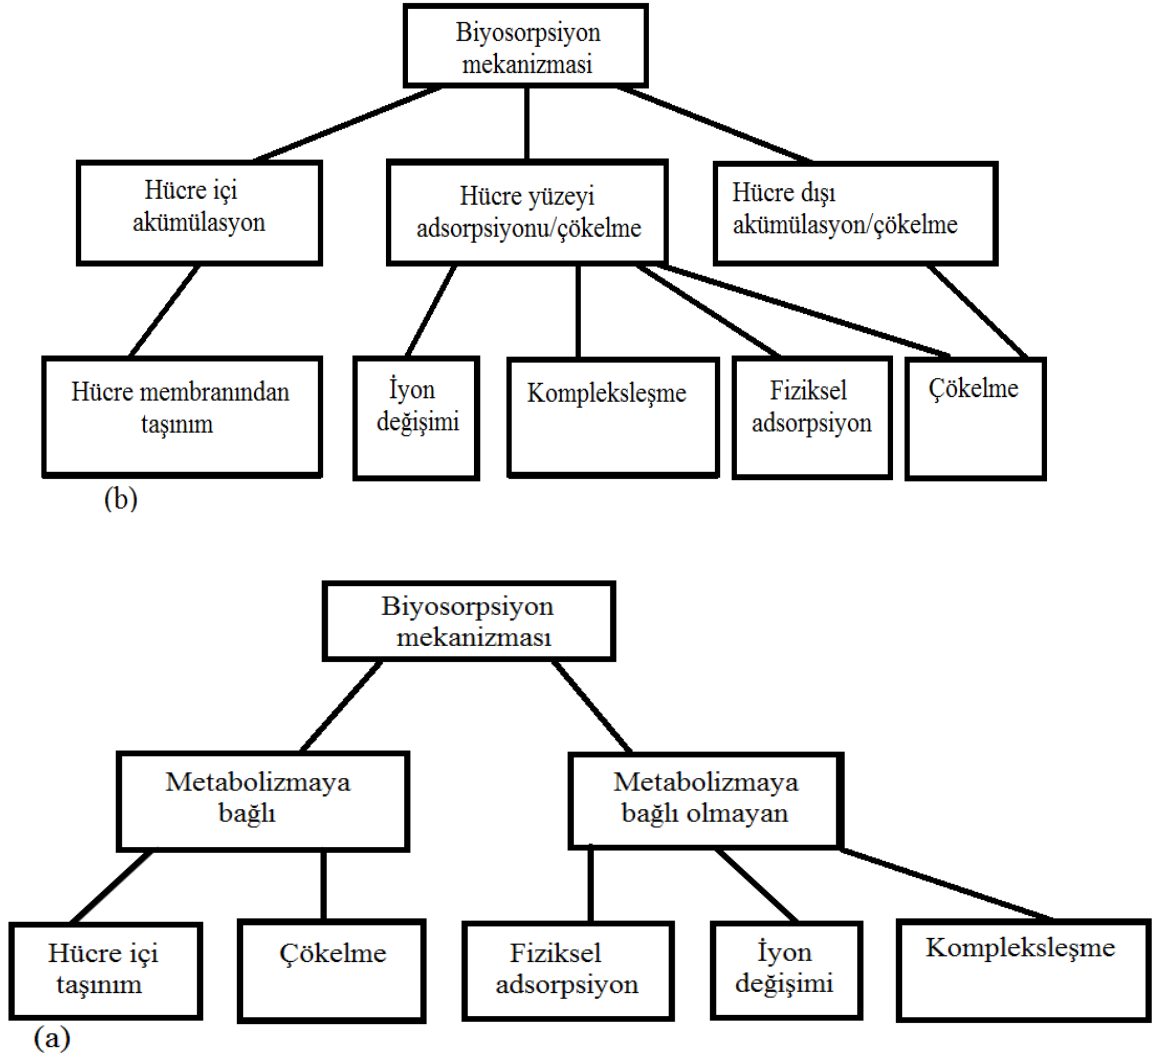 Biyosorpsiyon
mekanizmasi
Hücre içi
akümülasyon
Hücre yüzeyi
adsorpsiyonu/çökelme
Hücre dışı
akümülasyon/çökelme
Hücre membranından
taşınım
İyon
değişimi
Kompleksleşme
Fiziksel
adsorpsiyon
Çökelme
(b)
Biyosorpsiyon
mekanizması
Metabolizmaya
bağlı
Metabolizmaya
bağlı olmayan
Hücre içi
taşınım
Çökelme
Fiziksel
adsorpsiyon
İyon
değişimi
Kompleksleşme
(a)